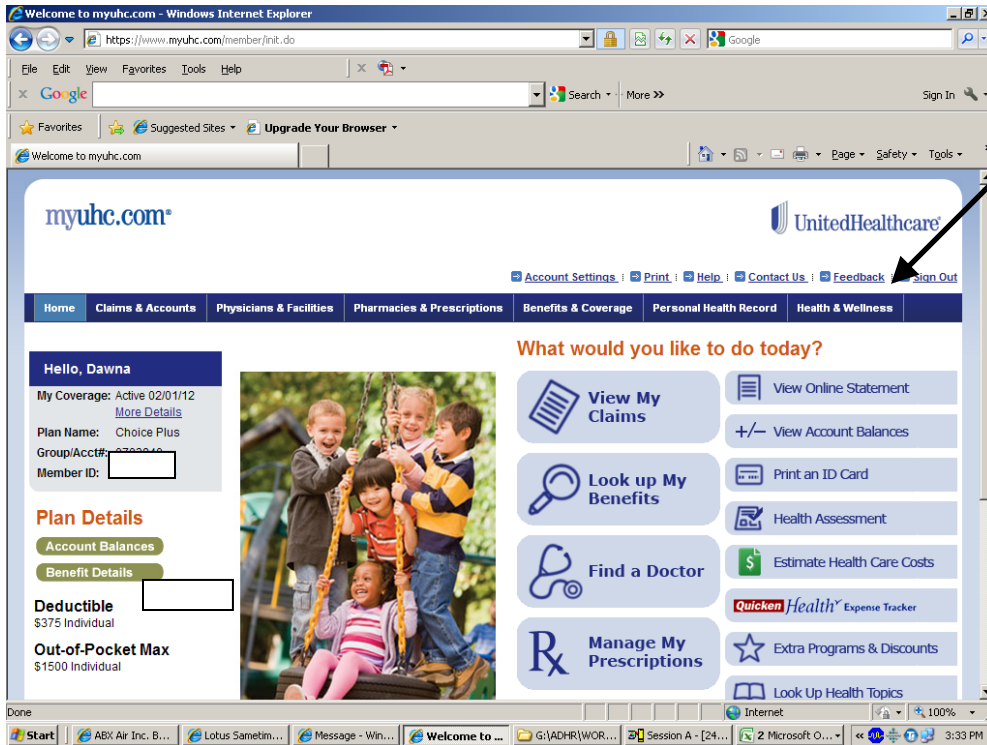 Welcome to myuhc.com - Windows Internet Explorer
https://www.myuhc.com/member/init.do
Google
File Edit View Favorites Tools Help
Google
Search
More >>
Sign In
Favorites
Suggested Sites
Upgrade Your Browser
Welcome to myuhc.com
Page
Safety
Tools
myuhc.com®
UnitedHealthcare®
Account Settings
Print
Help
Contact Us
Feedback
Sign Out
Home
Claims & Accounts
Physicians & Facilities
Pharmacies & Prescriptions
Benefits & Coverage
Personal Health Record
Health & Wellness
Hello, Dawna
My Coverage: Active 02/01/12
More Details
Plan Name: Choice Plus
Group/Acct#:
Member ID:
Plan Details
Account Balances
Benefit Details
Deductible
$375 Individual
Out-of-Pocket Max
$1500 Individual
What would you like to do today?
View My
Claims
Look up My
Benefits
Find a Doctor
Rx
Manage My
Prescriptions
View Online Statement
+/– View Account Balances
Print an ID Card
Health Assessment
$
Estimate Health Care Costs
Quicken Health Expense Tracker
Extra Programs & Discounts
Look Up Health Topics
Done
Internet
100%
Start
ABX Air Inc. B...
Lotus Sametim...
Message - Win...
Welcome to ...
G:\ADHR\WOR...
Session A - [24...
2 Microsoft O...
3:33 PM